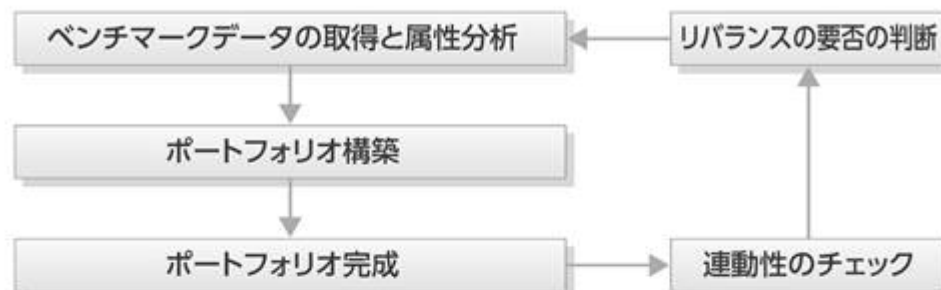 ベンチマークデータの取得と属性分析
リバランスの要否の判断
ポートフォリオ構築
ポートフォリオ完成
連動性のチェック